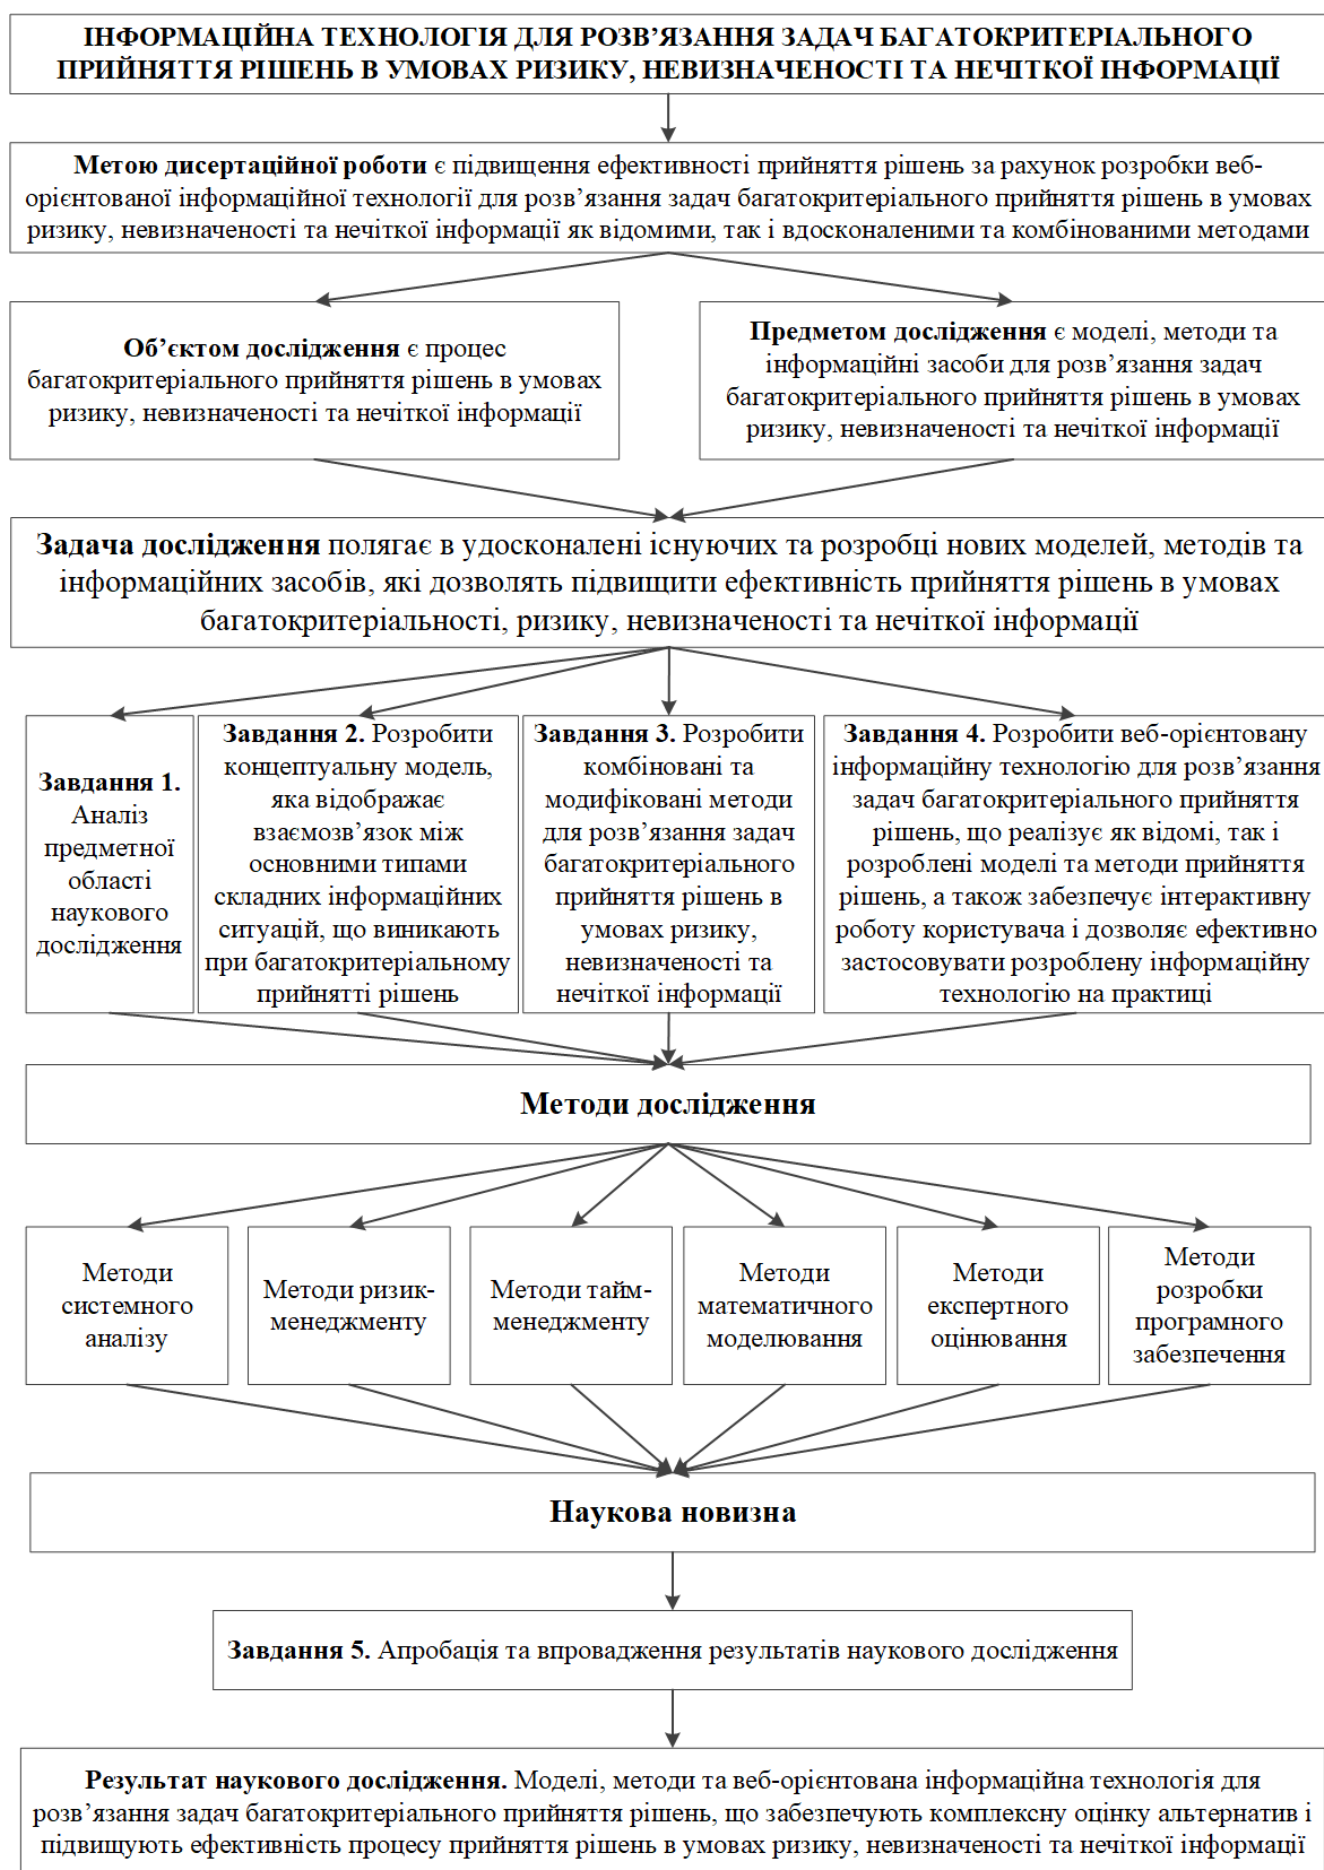 ІНФОРМАЦІЙНА ТЕХНОЛОГІЯ ДЛЯ РОЗВ’ЯЗАННЯ ЗАДАЧ БАГАТОКРИТЕРІАЛЬНОГО
ПРИЙНЯТТЯ РІШЕНЬ В УМОВАХ РИЗИКУ, НЕВИЗНАЧЕНОСТІ ТА НЕЧІТКОЇ ІНФОРМАЦІЇ
Метою дисертаційної роботи є підвищення ефективності прийняття рішень за рахунок розробки веб-
орієнтованої інформаційної технології для розв’язання задач багатокритеріального прийняття рішень в умовах
ризику, невизначеності та нечіткої інформації як відомими, так і вдосконаленими та комбінованими методами
Об’єктом дослідження є процес
багатокритеріального прийняття рішень в умовах
ризику, невизначеності та нечіткої інформації
Предметом дослідження є моделі, методи та
інформаційні засоби для розв’язання задач
багатокритеріального прийняття рішень в умовах
ризику, невизначеності та нечіткої інформації
Задача дослідження полягає в удосконалені існуючих та розробці нових моделей, методів та
інформаційних засобів, які дозволять підвищити ефективність прийняття рішень в умовах
багатокритеріальності, ризику, невизначеності та нечіткої інформації
Завдання 1.
Аналіз
предметної
області
наукового
дослідження
Завдання 2. Розробити
концептуальну модель,
яка відображає
взаємозв’язок між
основними типами
складних інформаційних
ситуацій, що виникають
при багатокритеріальному
прийнятті рішень
Завдання 3. Розробити
комбіновані та
модифіковані методи
для розв’язання задач
багатокритеріального
прийняття рішень в
умовах ризику,
невизначеності та
нечіткої інформації
Завдання 4. Розробити веб-орієнтовану
інформаційну технологію для розв’язання
задач багатокритеріального прийняття
рішень, що реалізує як відомі, так і
розроблені моделі та методи прийняття
рішень, а також забезпечує інтерактивну
роботу користувача і дозволяє ефективно
застосовувати розроблену інформаційну
технологію на практиці
Методи дослідження
Методи
системного
аналізу
Методи ризик-
менеджменту
Методи тайм-
менеджменту
Методи
математичного
моделювання
Методи
експертного
оцінювання
Методи
розробки
програмного
забезпечення
Наукова новизна
Завдання 5. Апробація та впровадження результатів наукового дослідження
Результат наукового дослідження. Моделі, методи та веб-орієнтована інформаційна технологія для
розв’язання задач багатокритеріального прийняття рішень, що забезпечують комплексну оцінку альтернатив і
підвищують ефективність процесу прийняття рішень в умовах ризику, невизначеності та нечіткої інформації